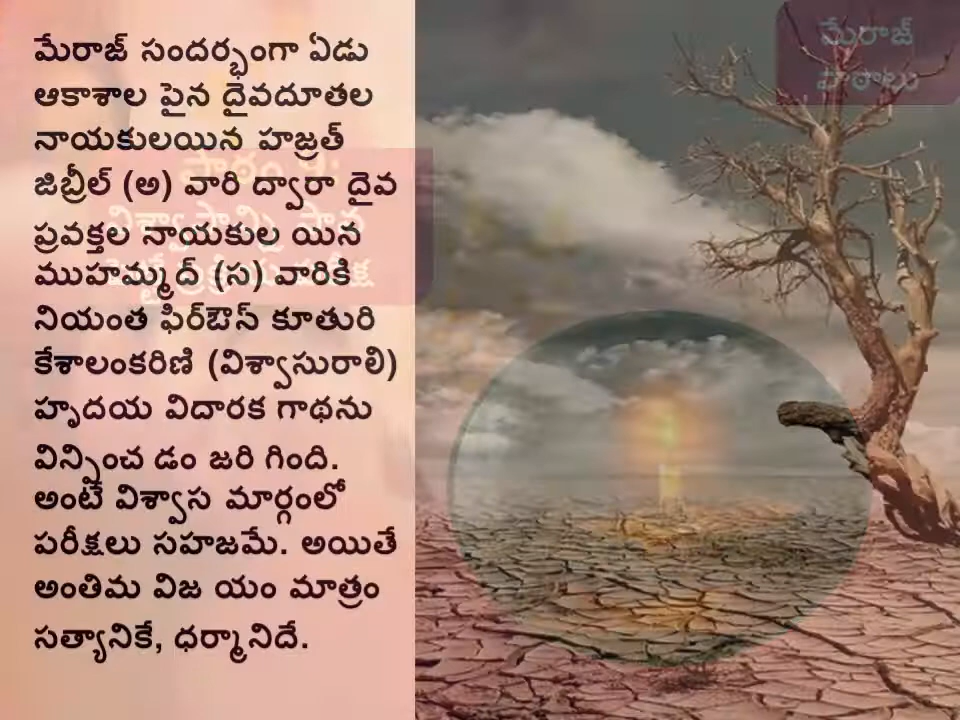 మేరాజ్ సందర్భంగా ఏడు
ఆకాశాల పైన దైవదూతల
నాయకులయిన హజ్రత్
జిబ్రీల్ (అ) వారి ద్వారా దైవ
ప్రవక్తల నాయకుల యిన
ముహమ్మద్ (స) వారికి
నియంత ఫిర్‌ఔన్ కూతురి
కేశాలంకరిణి (విశ్వాసురాలి)
హృదయ విదారక గాథను
విన్పించ డం జరి గింది.
అంటే విశ్వాస మార్గంలో
పరీక్షలు సహజమే. అయితే
అంతిమ విజ యం మాత్రం
సత్యానికే, ధర్మానిదే.
మేరాజ్
పాఠాలు